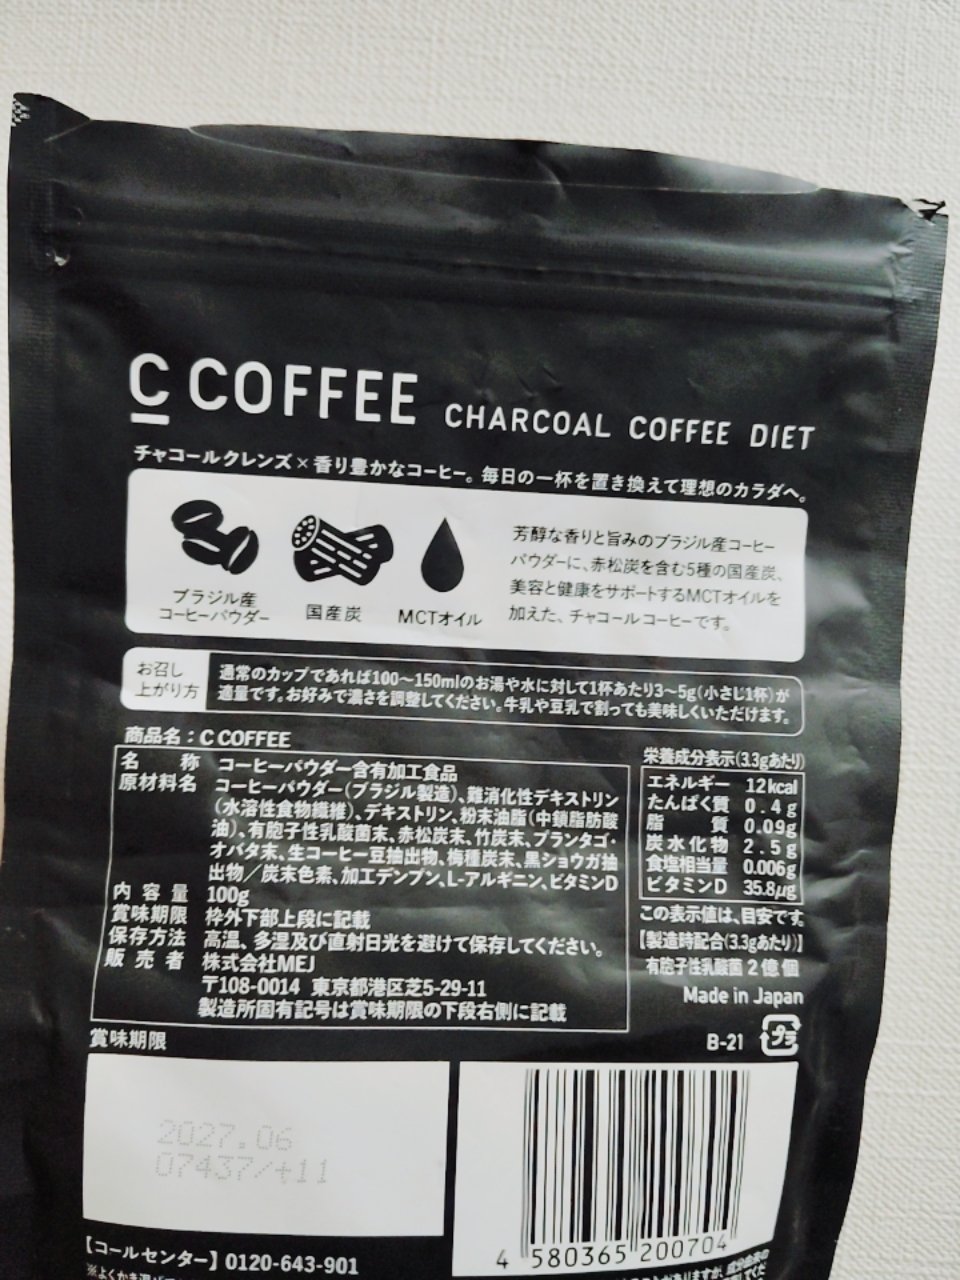 C COFFEE CHARCOAL COFFEE DIET
チャコールクレンズ×香り豊かなコーヒー。毎日の一杯を置き換えて理想のカラダへ。
ブラジル産
コーヒーパウダー
国産炭
MCTオイル
芳醇な香りと旨みのブラジル産コーヒー
パウダーに、赤松炭を含む5種の国産炭、
美容と健康をサポートするMCTオイルを
加えた、チャコールコーヒーです。
お召し
上がり方
通常のカップであれば100〜150mlのお湯や水に対して1杯あたり3〜5g(小さじ1杯)が
適量です。お好みで濃さを調整してください。牛乳や豆乳で割っても美味しくいただけます。
商品名:C COFFEE
名称 コーヒーパウダー含有加工食品
原材料名 コーヒーパウダー(ブラジル製造)、難消化性デキストリン
(水溶性食物繊維)、デキストリン、粉末油脂(中鎖脂肪酸
油)、有胞子性乳酸菌末、赤松炭末、竹炭末、プランタゴ・
オバタ末、生コーヒー豆抽出物、梅種炭末、黒ショウガ抽
出物/炭末色素、加工デンプン、L-アルギニン、ビタミンD
内容量 100g
賞味期限 枠外下部上段に記載
保存方法 高温、多湿及び直射日光を避けて保存してください。
販売者 株式会社MEJ
〒108-0014 東京都港区芝5-29-11
製造所固有記号は賞味期限の下段右側に記載
栄養成分表示(3.3gあたり)
エネルギー 12kcal
たんぱく質 0.4g
脂質 0.09g
炭水化物 2.5g
食塩相当量 0.006g
ビタミンD 35.8μg
この表示値は、目安です。
【製造時配合(3.3gあたり)】
有胞子性乳酸菌2億個
Made in Japan
B-21 プラ
賞味期限
2027.06
07437/+11
4 580365 200704
【コールセンター】0120-643-901